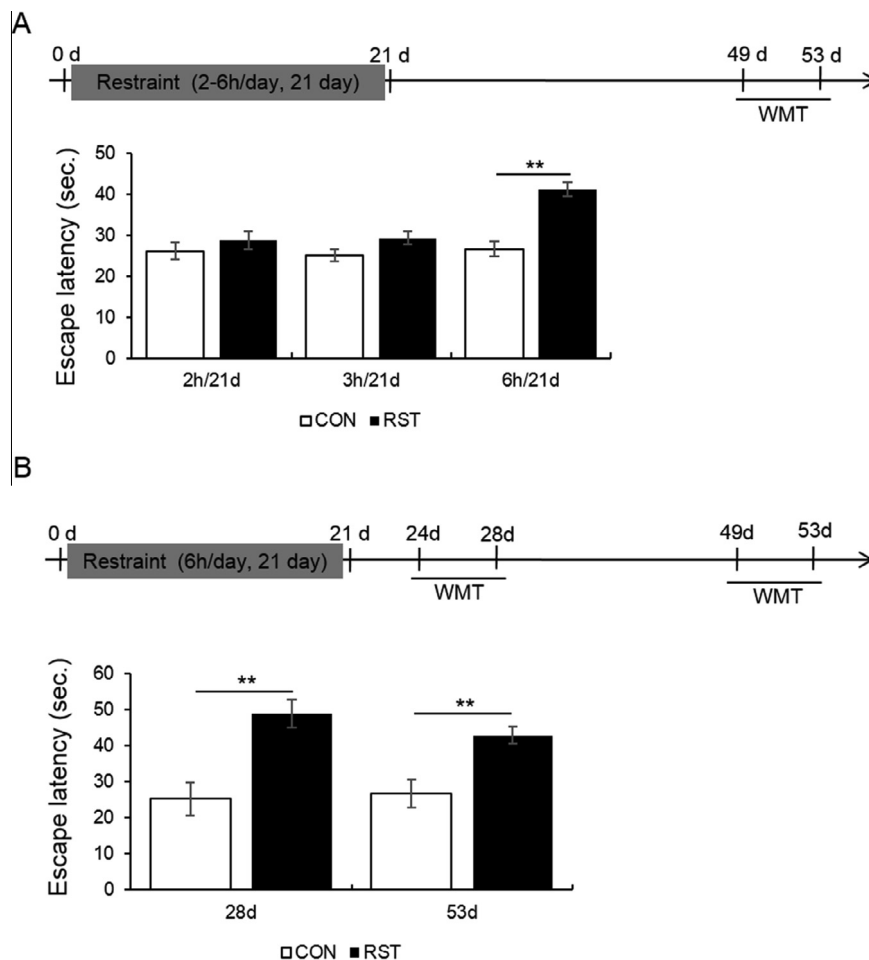 A
0 d 21 d 49 d 53 d
Restraint (2-6h/day, 21 day)
WMT
Escape latency (sec.)
50
40
30
20
10
0
**
2h/21d 3h/21d 6h/21d
CON RST
B
0 d 21 d 24d 28d 49d 53d
Restraint (6h/day, 21 day)
WMT WMT
Escape latency (sec.)
60
50
40
30
20
10
0
** **
28d 53d
CON RST